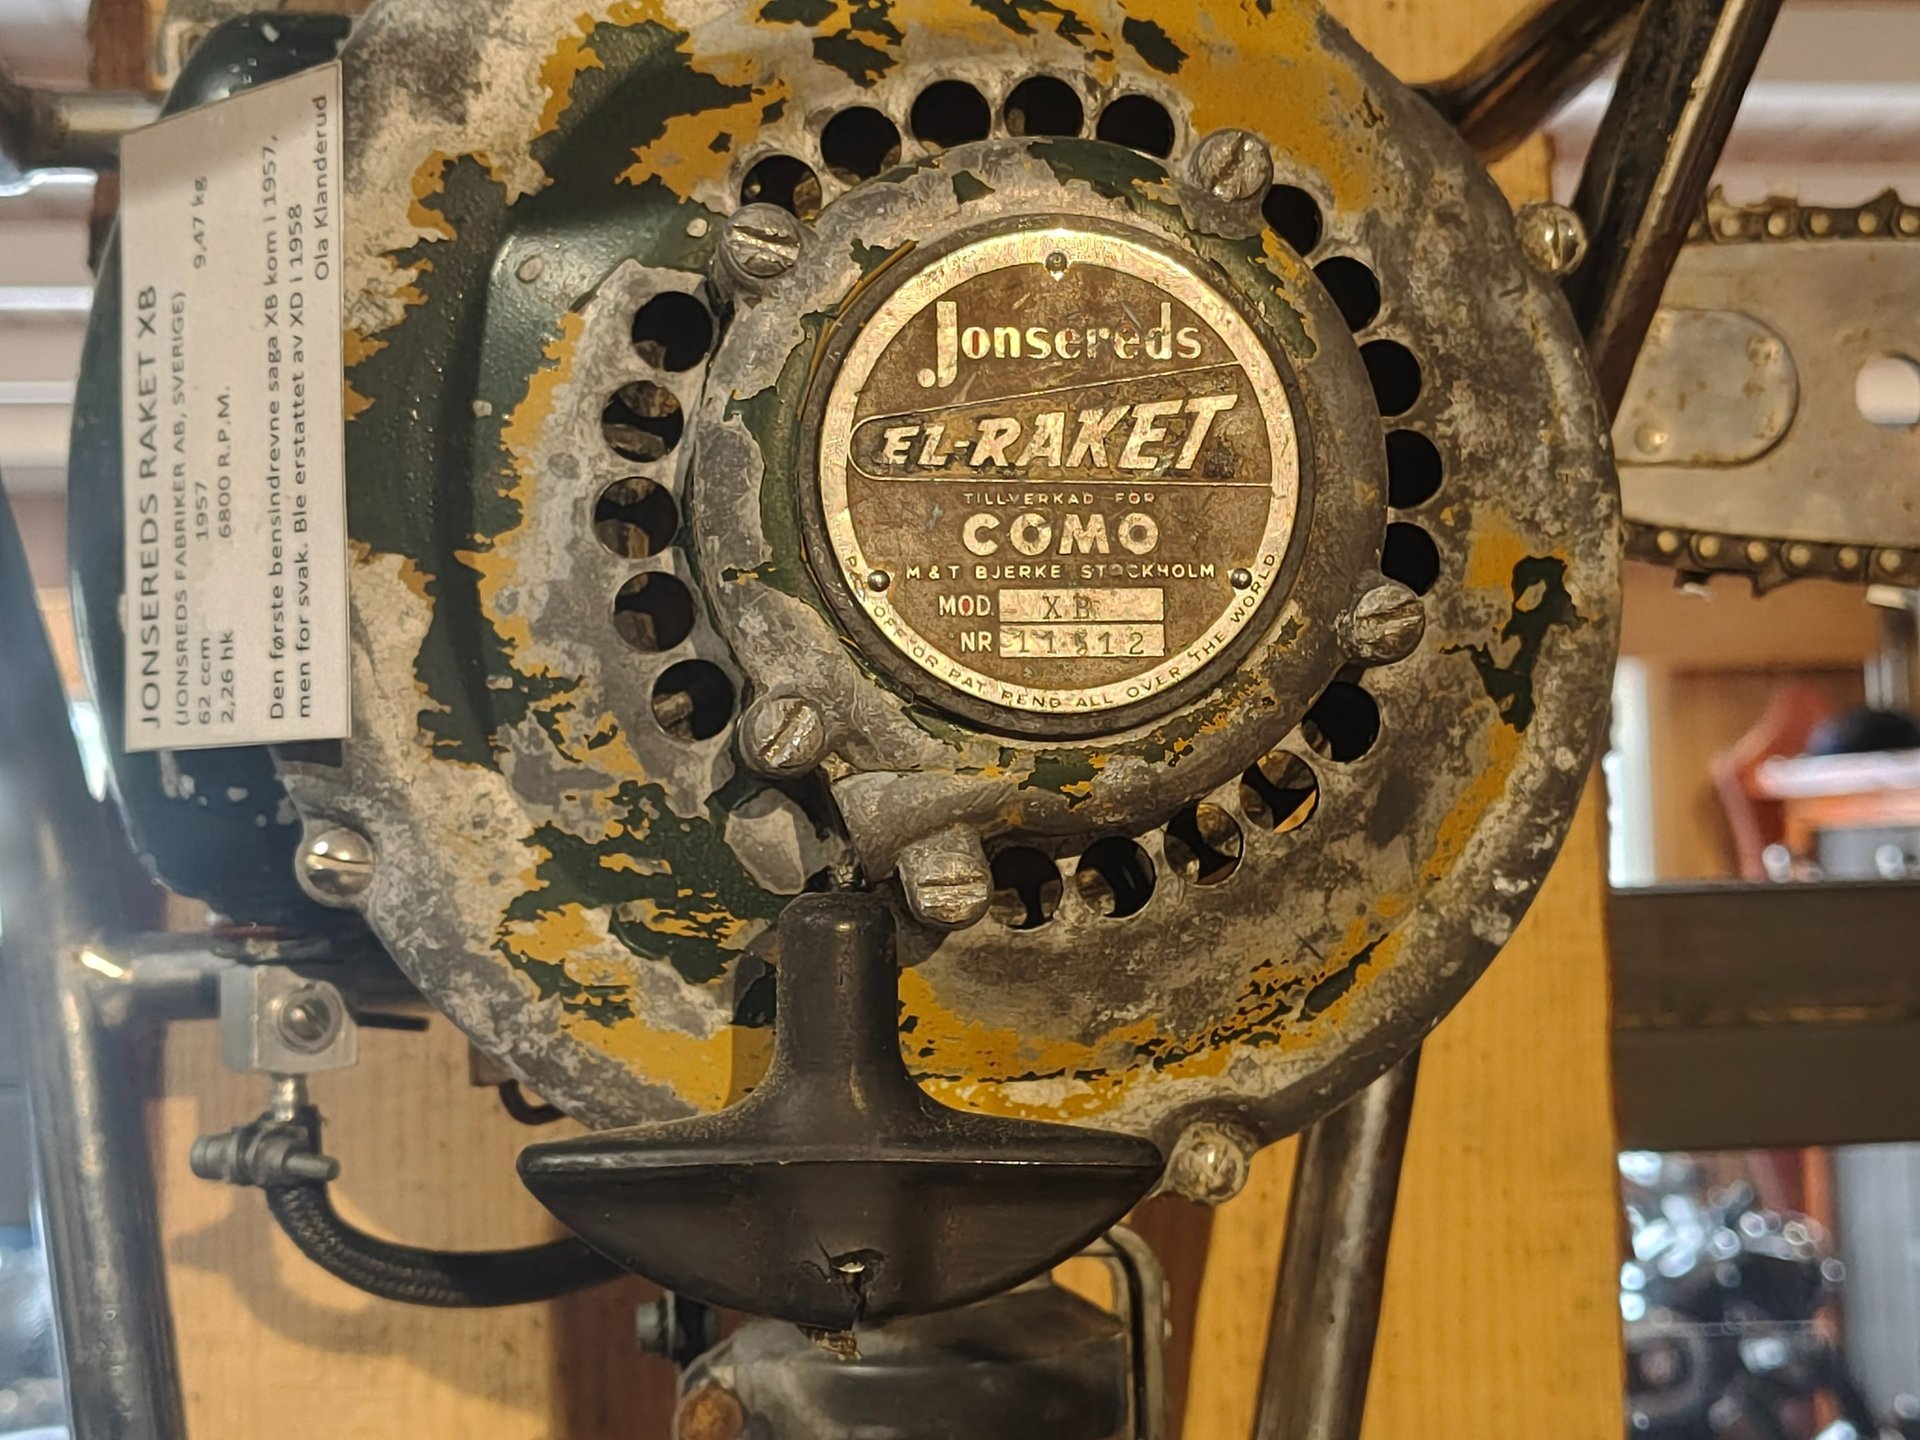 JONSEREDS RAKET XB
(JONSREDS FABRIKER AB, SVERIGE)
62 ccm 1957 9,47 kg
2,26 hk 6800 R.P.M.
Den første bensindrevne saga XB kom i 1957,
men for svak. Ble erstattet av XD i 1958
Ola Klanderud
Jonsereds
EL-RAKET
TILLVERKAD FÖR
COMO
M & T BJERKE STOCKHOLM
MOD. XB
NR 11512
PAT. OFF. OR PAT. PEND. ALL OVER THE WORLD